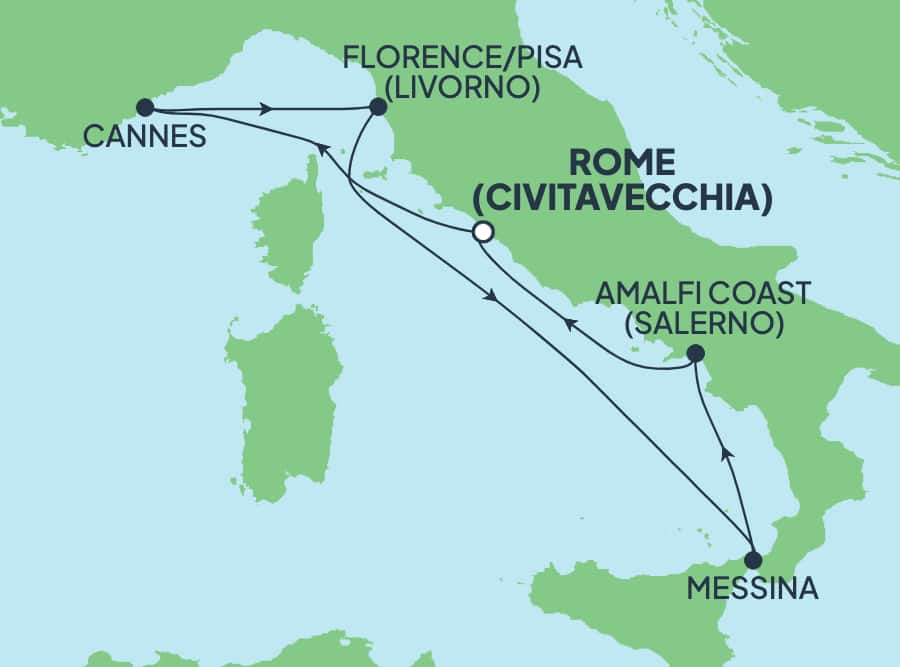 FLORENCE/PISA
(LIVORNO)
CANNES
ROME
(CIVITAVECCHIA)
AMALFI COAST
(SALERNO)
MESSINA